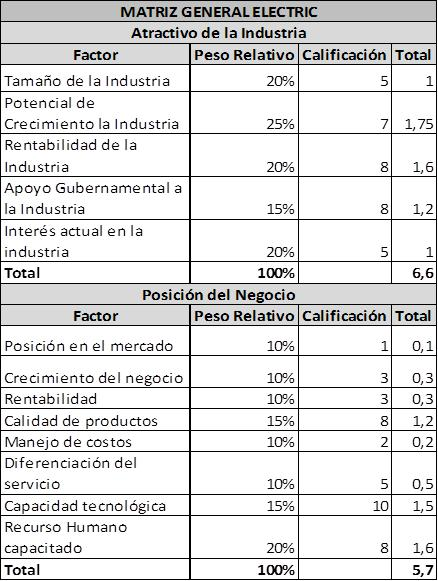 MATRIZ GENERAL ELECTRIC
Atractivo de la Industria
Factor Peso Relativo Calificación Total
Tamaño de la Industria 20% 5 1
Potencial de
Crecimiento la Industria 25% 7 1,75
Rentabilidad de la
Industria 20% 8 1,6
Apoyo Gubernamental a
la Industria 15% 8 1,2
Interés actual en la
industria 20% 5 1
Total 100% 6,6
Posición del Negocio
Factor Peso Relativo Calificación Total
Posición en el mercado 10% 1 0,1
Crecimiento del negocio 10% 3 0,3
Rentabilidad 10% 3 0,3
Calidad de productos 15% 8 1,2
Manejo de costos 10% 2 0,2
Diferenciación del
servicio 10% 5 0,5
Capacidad tecnológica 15% 10 1,5
Recurso Humano
capacitado 20% 8 1,6
Total 100% 5,7